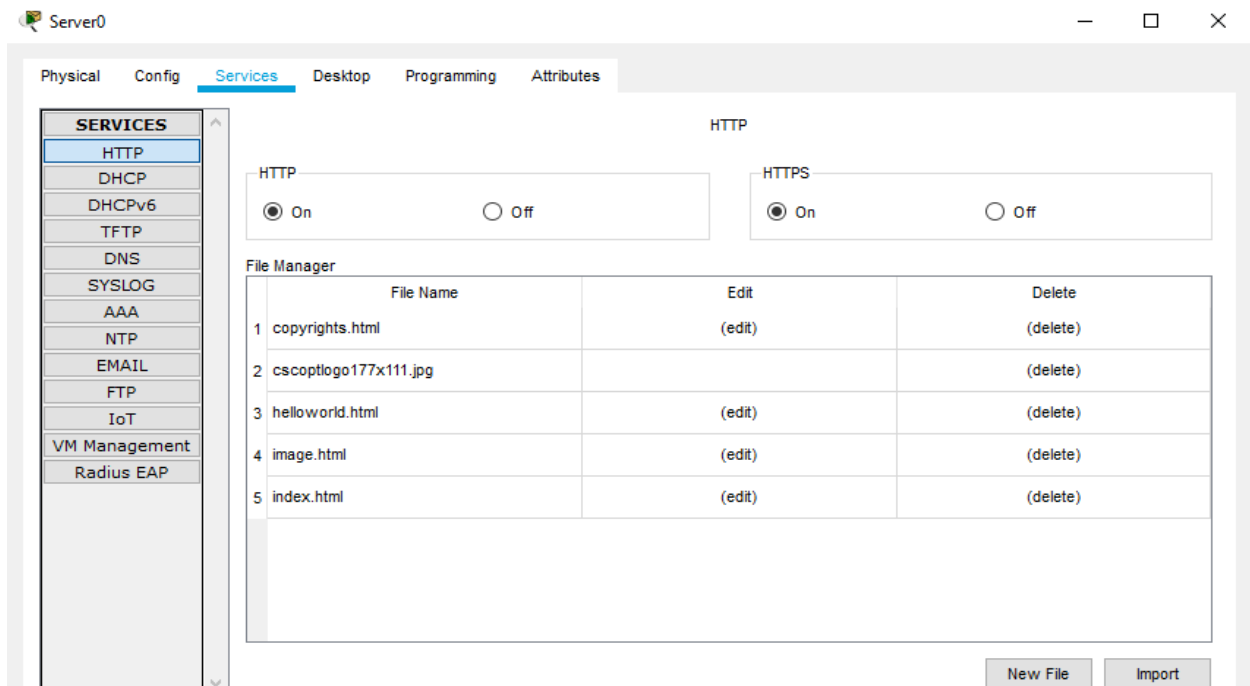 Server0
Physical Config Services Desktop Programming Attributes
SERVICES
HTTP
DHCP
DHCPv6
TFTP
DNS
SYSLOG
AAA
NTP
EMAIL
FTP
IoT
VM Management
Radius EAP
HTTP
HTTP
On Off
HTTPS
On Off
File Manager
File Name Edit Delete
1 copyrights.html (edit) (delete)
2 cscoptlogo177x111.jpg (delete)
3 helloworld.html (edit) (delete)
4 image.html (edit) (delete)
5 index.html (edit) (delete)
New File Import